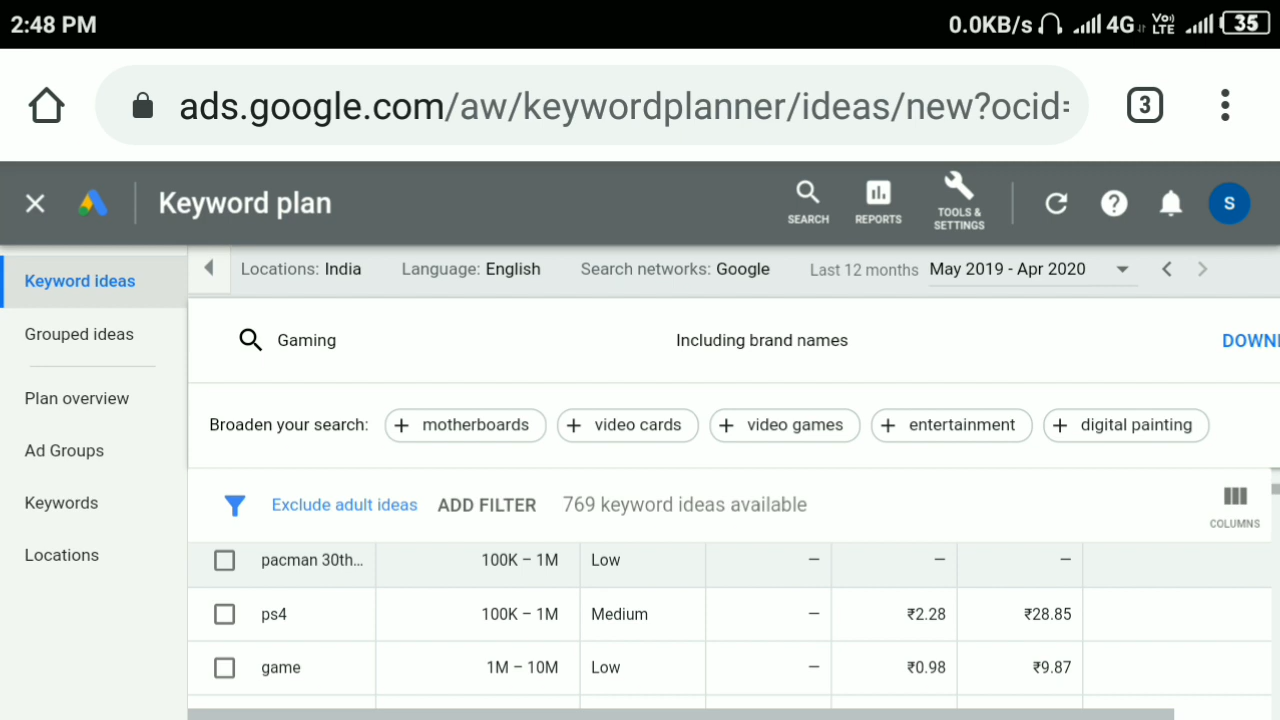 2:48 PM 0.0KB/s 4G Vo) LTE 35
ads.google.com/aw/keywordplanner/ideas/new?ocid= 3
Keyword plan SEARCH REPORTS TOOLS & SETTINGS S
Keyword ideas
Grouped ideas
Plan overview
Ad Groups
Keywords
Locations
Locations: India Language: English Search networks: Google Last 12 months May 2019 - Apr 2020
Gaming Including brand names DOWN
Broaden your search: + motherboards + video cards + video games + entertainment + digital painting
Exclude adult ideas ADD FILTER 769 keyword ideas available COLUMNS
pacman 30th... 100K – 1M Low – – –
ps4 100K – 1M Medium – ₹2.28 ₹28.85
game 1M – 10M Low – ₹0.98 ₹9.87